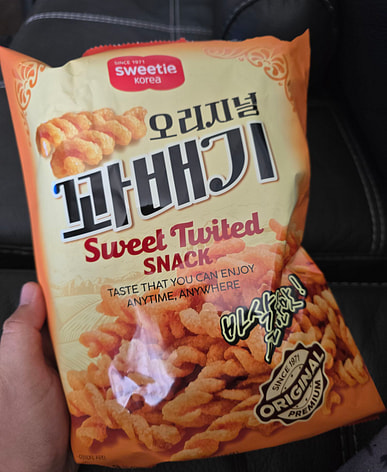 SINCE 1971
sweetie
KOREA
오리지널
꽈배기
Sweet Twited
SNACK
TASTE THAT YOU CAN ENJOY
ANYTIME, ANYWHERE
바삭
SINCE 1971
ORIGINAL
PREMIUM